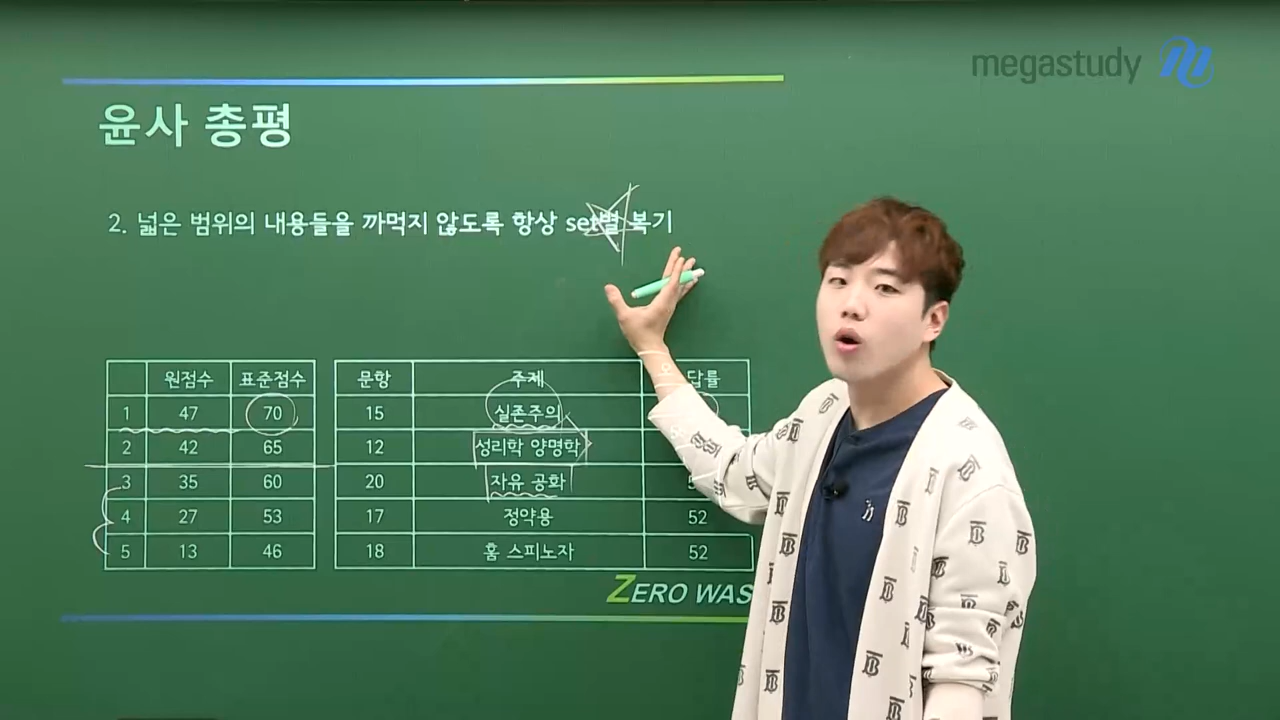 megastudy
윤사 총평
2. 넓은 범위의 내용들을 까먹지 않도록 항상 set별 복기
원점수 표준점수
1 47 70
2 42 65
3 35 60
4 27 53
5 13 46
문항 주제 오답률
15 실존주의
12 성리학 양명학
20 자유 공화
17 정약용 52
18 흄 스피노자 52
ZERO WAS